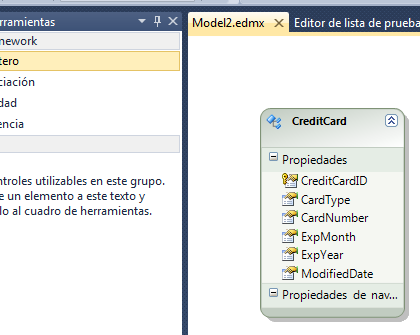 rramientas
Model2.edmx
Editor de lista de prueba
mework
tero
ciación
dad
encia
ntroles utilizables en este grupo.
e un elemento a este texto y
lo al cuadro de herramientas.
CreditCard
Propiedades
CreditCardID
CardType
CardNumber
ExpMonth
ExpYear
ModifiedDate
Propiedades de nav...